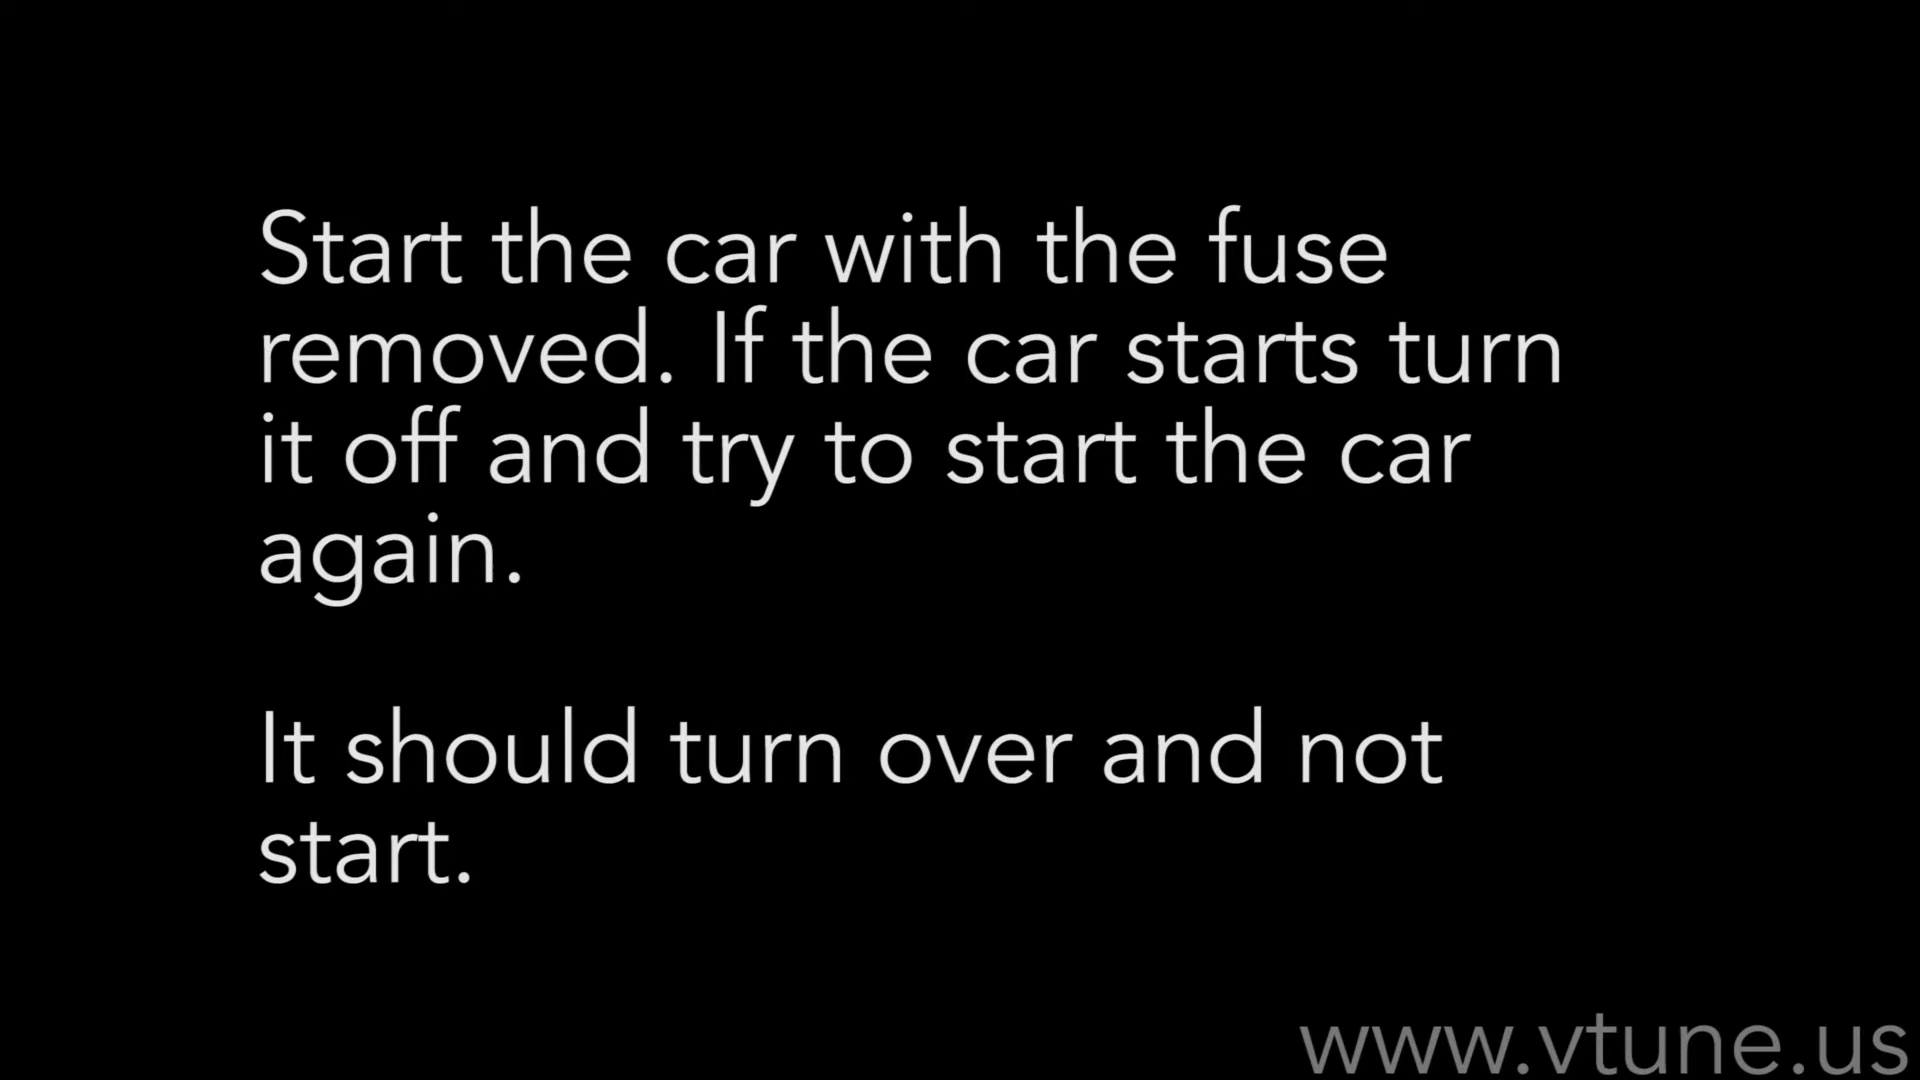 Start the car with the fuse
removed. If the car starts turn
it off and try to start the car
again.
It should turn over and not
start.
www.vtune.us